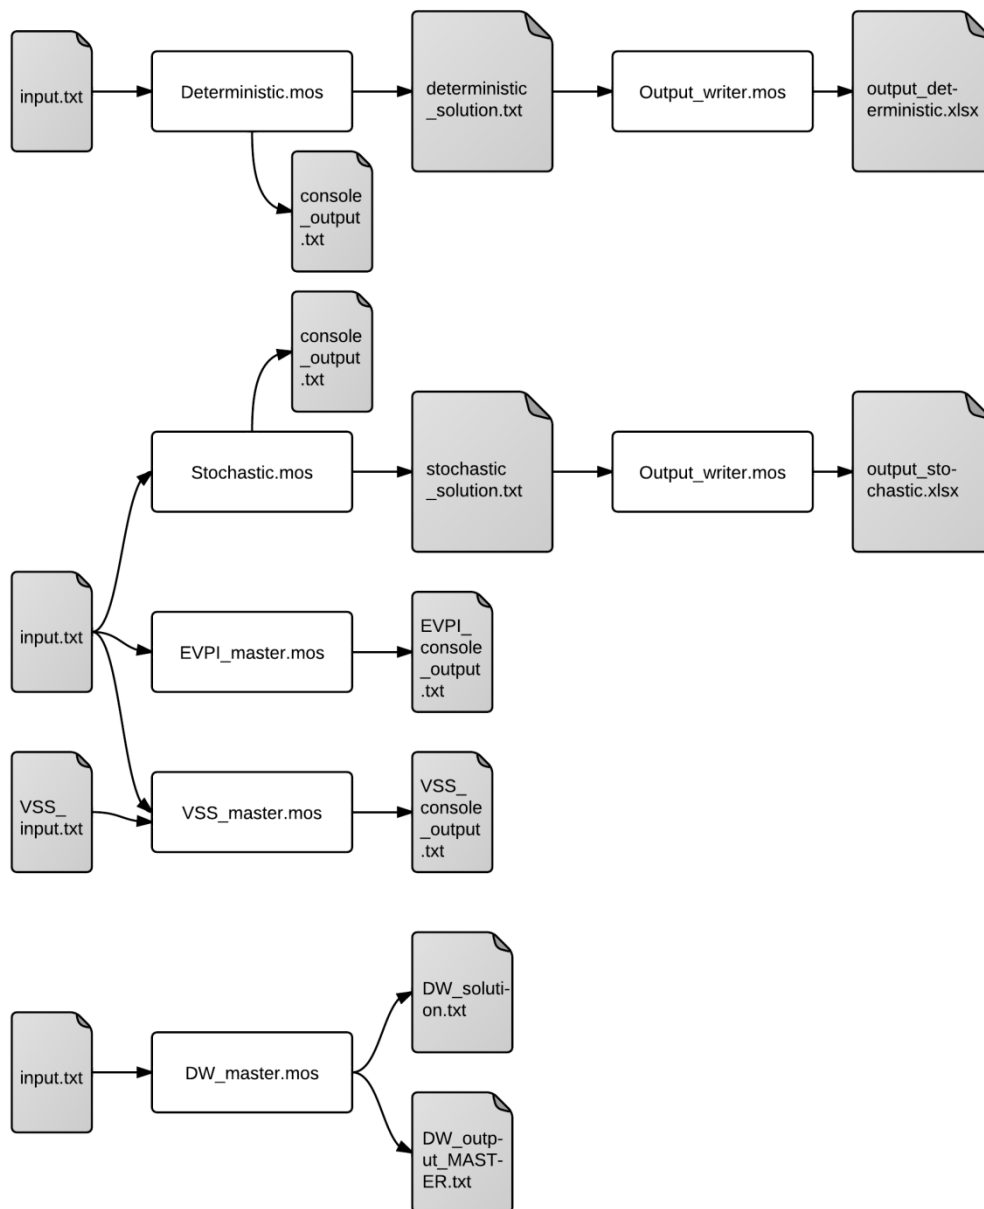 input.txt
Deterministic.mos
deterministic
_solution.txt
Output_writer.mos
output_det-
erministic.xlsx
console
_output
.txt
console
_output
.txt
Stochastic.mos
stochastic
_solution.txt
Output_writer.mos
output_sto-
chastic.xlsx
input.txt
EVPI_master.mos
EVPI_
console
_output
.txt
VSS_
input.txt
VSS_master.mos
VSS_
console
_output
.txt
DW_soluti-
on.txt
input.txt
DW_master.mos
DW_outp-
ut_MAST-
ER.txt